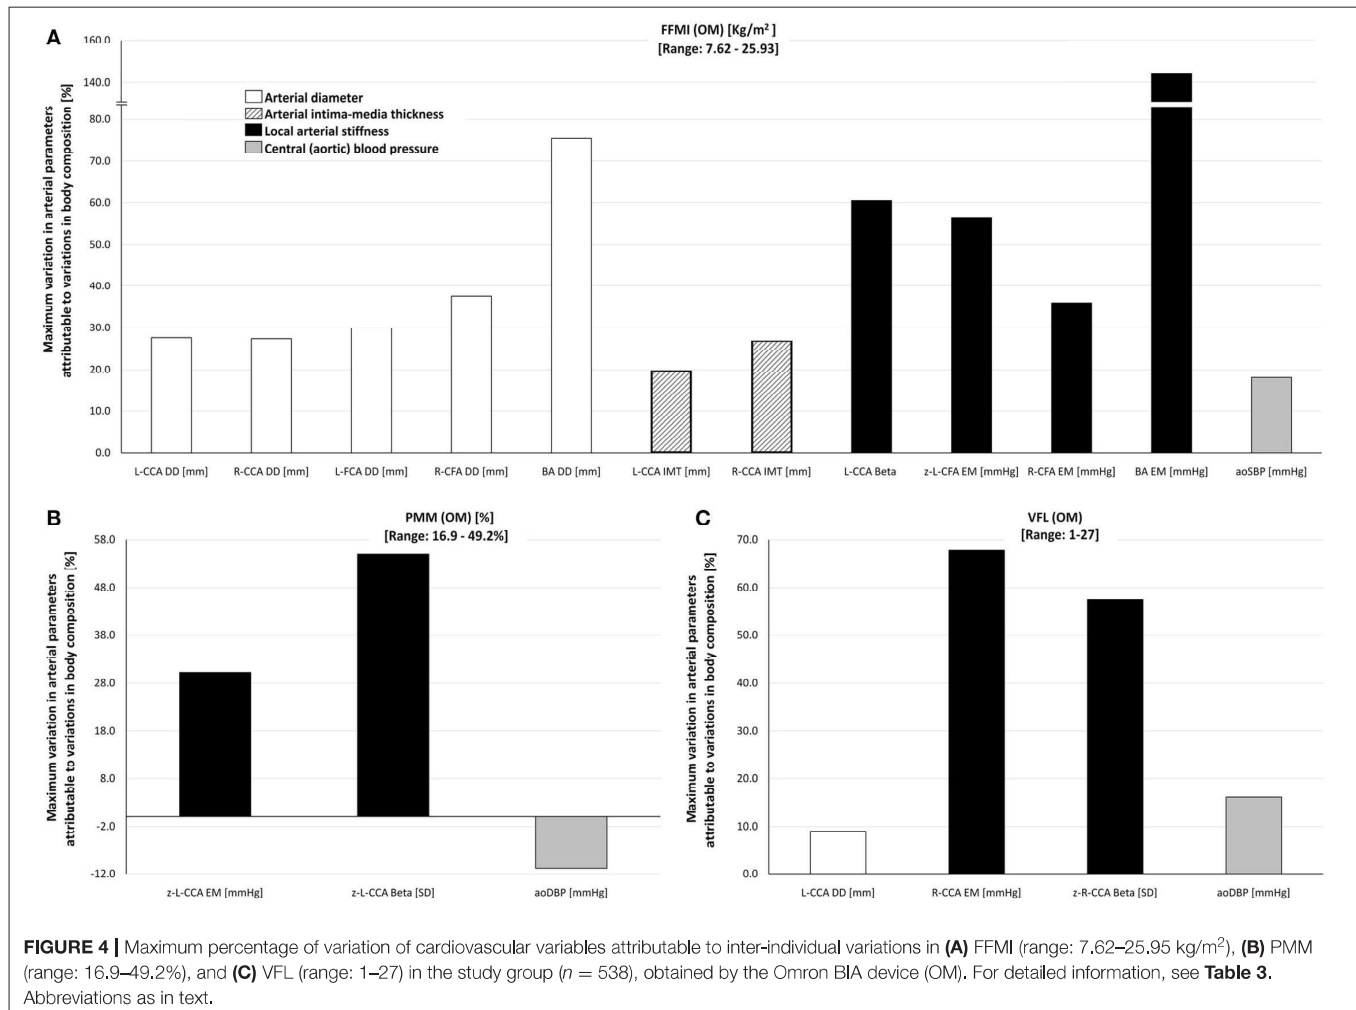 A
FFMI (OM) [Kg/m²]
[Range: 7.62 - 25.93]
Maximum variation in arterial parameters
attributable to variations in body composition [%]
160.0
140.0
80.0
70.0
60.0
50.0
40.0
30.0
20.0
10.0
0.0
Arterial diameter
Arterial intima-media thickness
Local arterial stiffness
Central (aortic) blood pressure
L-CCA DD [mm] R-CCA DD [mm] L-FCA DD [mm] R-CFA DD [mm] BA DD [mm] L-CCA IMT [mm] R-CCA IMT [mm] L-CCA Beta z-L-CFA EM [mmHg] R-CFA EM [mmHg] BA EM [mmHg] aoSBP [mmHg]
B
PMM (OM) [%]
[Range: 16.9 - 49.2%]
Maximum variation in arterial parameters
attributable to variations in body composition [%]
58.0
48.0
38.0
28.0
18.0
8.0
-2.0
-12.0
z-L-CCA EM [mmHg] z-L-CCA Beta [SD] aoDBP [mmHg]
C
VFL (OM)
[Range: 1-27]
Maximum variation in arterial parameters
attributable to variations in body composition [%]
70.0
60.0
50.0
40.0
30.0
20.0
10.0
0.0
L-CCA DD [mm] R-CCA EM [mmHg] z-R-CCA Beta [SD] aoDBP [mmHg]
FIGURE 4 | Maximum percentage of variation of cardiovascular variables attributable to inter-individual variations in (A) FFMI (range: 7.62–25.95 kg/m²), (B) PMM
(range: 16.9–49.2%), and (C) VFL (range: 1–27) in the study group (n = 538), obtained by the Omron BIA device (OM). For detailed information, see Table 3.
Abbreviations as in text.